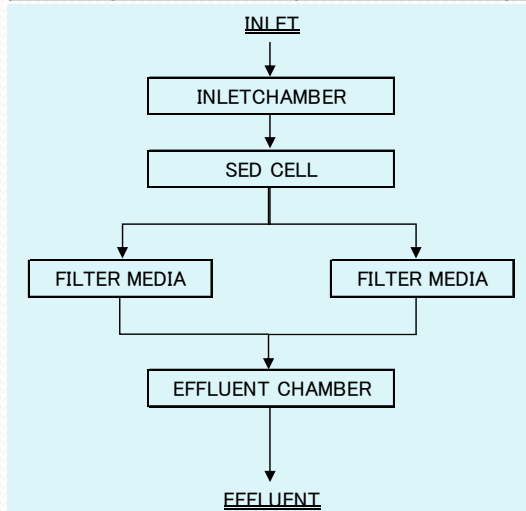 INLET
INLETCHAMBER
SED CELL
FILTER MEDIA FILTER MEDIA
EFFLUENT CHAMBER
EFFLUENT